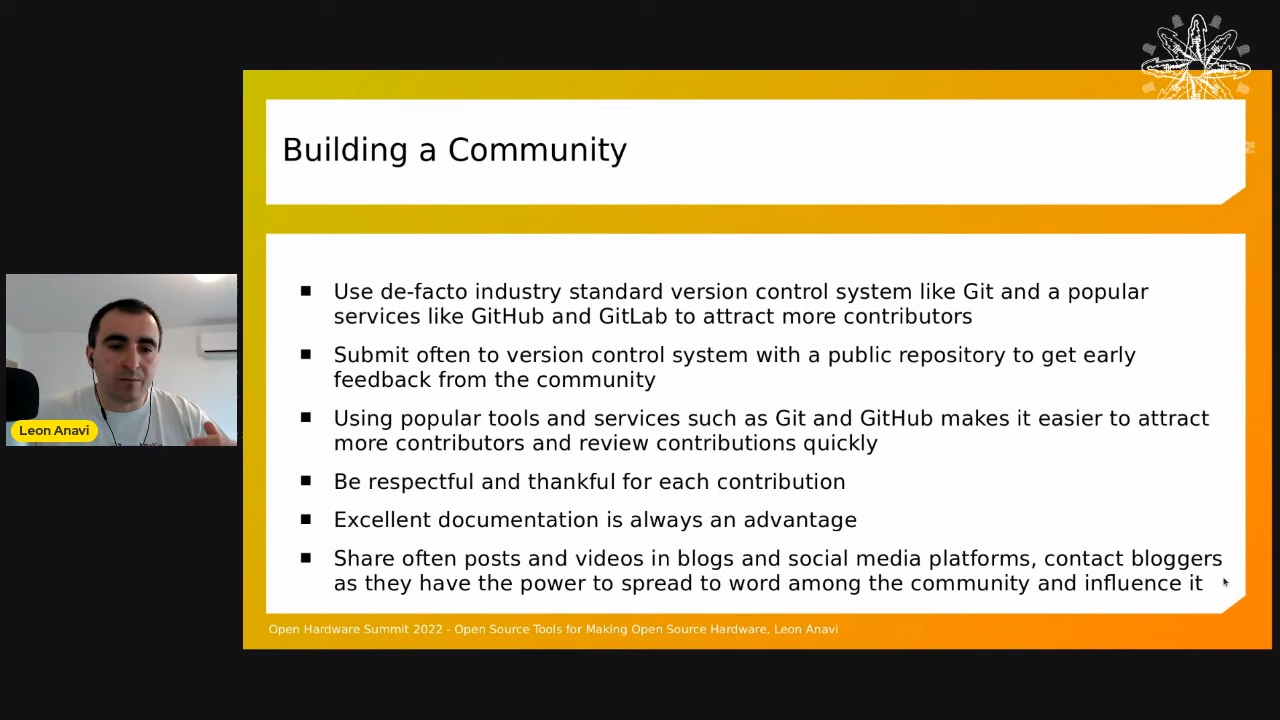 Building a Community
Use de-facto industry standard version control system like Git and a popular
services like GitHub and GitLab to attract more contributors
Submit often to version control system with a public repository to get early
feedback from the community
Using popular tools and services such as Git and GitHub makes it easier to attract
more contributors and review contributions quickly
Be respectful and thankful for each contribution
Excellent documentation is always an advantage
Share often posts and videos in blogs and social media platforms, contact bloggers
as they have the power to spread to word among the community and influence it
Open Hardware Summit 2022 - Open Source Tools for Making Open Source Hardware, Leon Anavi
Leon Anavi